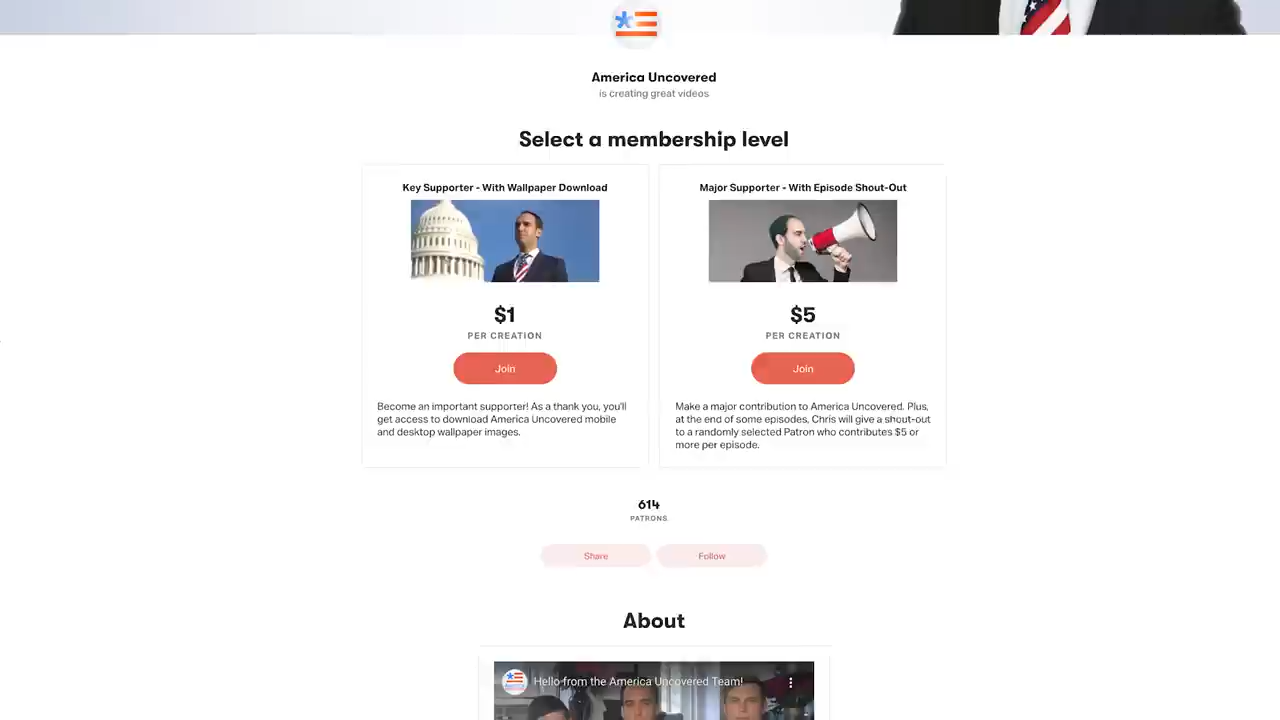 America Uncovered
is creating great videos
Select a membership level
Key Supporter - With Wallpaper Download
$1
PER CREATION
Join
Become an important supporter! As a thank you, you'll
get access to download America Uncovered mobile
and desktop wallpaper images.
Major Supporter - With Episode Shout-Out
$5
PER CREATION
Join
Make a major contribution to America Uncovered. Plus,
at the end of some episodes, Chris will give a shout-out
to a randomly selected Patron who contributes $5 or
more per episode.
614
PATRONS
Share
Follow
About
Hello from the America Uncovered Team!